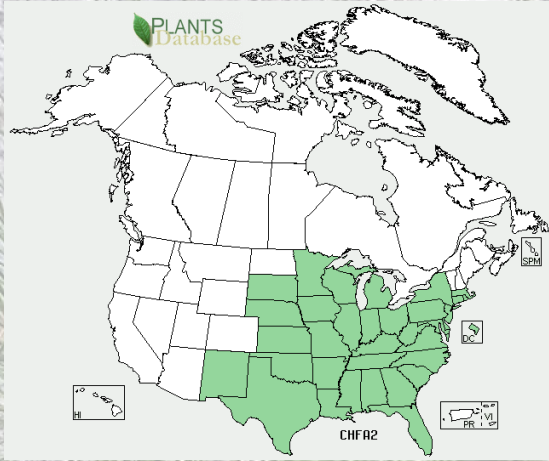 PLANTS
Database
SPM
DC
HI
PR
VI
CHFA2